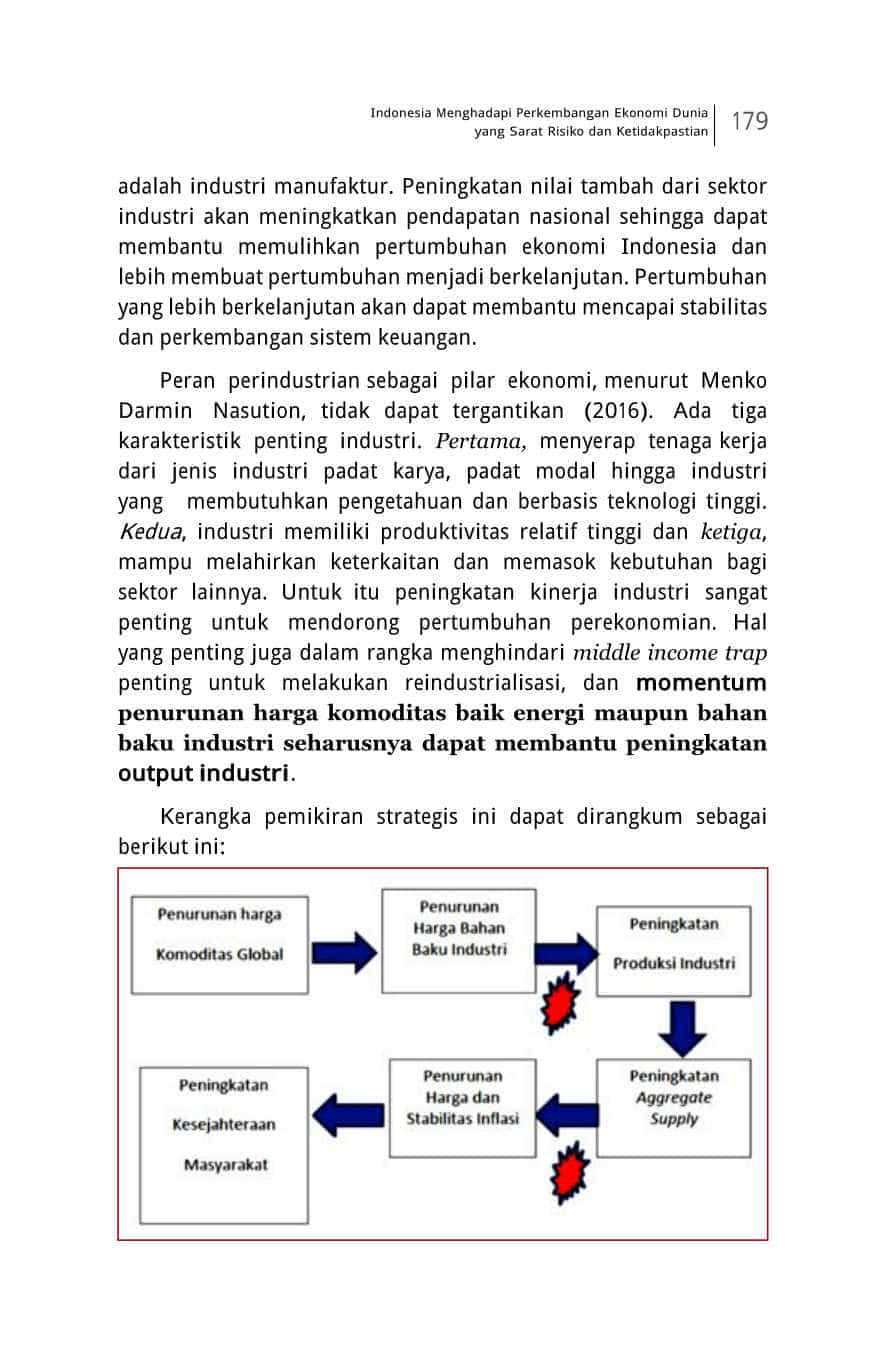 Indonesia Menghadapi Perkembangan Ekonomi Dunia
yang Sarat Risiko dan Ketidakpastian
179
adalah industri manufaktur. Peningkatan nilai tambah dari sektor
industri akan meningkatkan pendapatan nasional sehingga dapat
membantu memulihkan pertumbuhan ekonomi Indonesia dan
lebih membuat pertumbuhan menjadi berkelanjutan. Pertumbuhan
yang lebih berkelanjutan akan dapat membantu mencapai stabilitas
dan perkembangan sistem keuangan.
Peran perindustrian sebagai pilar ekonomi, menurut Menko
Darmin Nasution, tidak dapat tergantikan (2016). Ada tiga
karakteristik penting industri. Pertama, menyerap tenaga kerja
dari jenis industri padat karya, padat modal hingga industri
yang membutuhkan pengetahuan dan berbasis teknologi tinggi.
Kedua, industri memiliki produktivitas relatif tinggi dan ketiga,
mampu melahirkan keterkaitan dan memasok kebutuhan bagi
sektor lainnya. Untuk itu peningkatan kinerja industri sangat
penting untuk mendorong pertumbuhan perekonomian. Hal
yang penting juga dalam rangka menghindari middle income trap
penting untuk melakukan reindustrialisasi, dan momentum
penurunan harga komoditas baik energi maupun bahan
baku industri seharusnya dapat membantu peningkatan
output industri.
Kerangka pemikiran strategis ini dapat dirangkum sebagai
berikut ini:
Penurunan harga
Komoditas Global
Penurunan
Harga Bahan
Baku Industri
Peningkatan
Produksi Industri
Peningkatan
Aggregate
Supply
Penurunan
Harga dan
Stabilitas Inflasi
Peningkatan
Kesejahteraan
Masyarakat